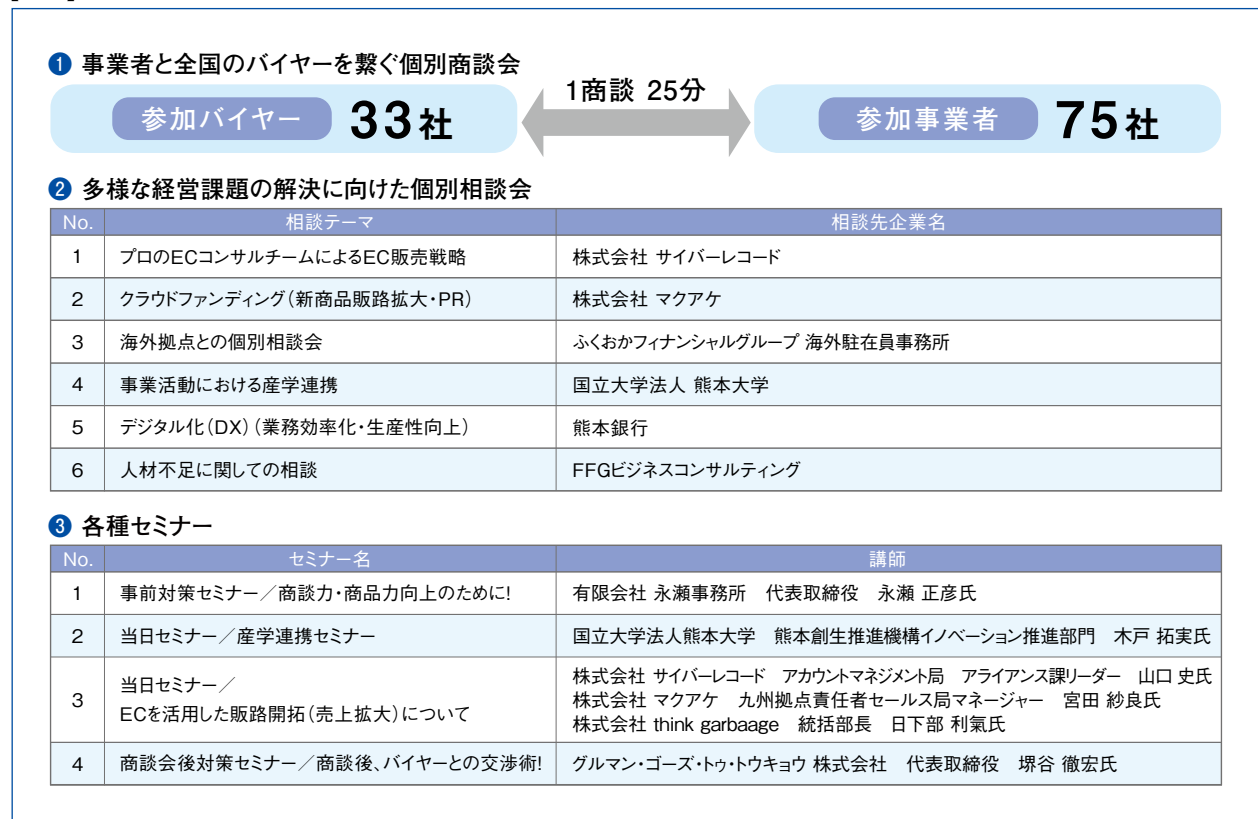 ❶ 事業者と全国のバイヤーを繋ぐ個別商談会
参加バイヤー 33社
1商談 25分
参加事業者 75社
❷ 多様な経営課題の解決に向けた個別相談会
No. 相談テーマ 相談先企業名
1 プロのECコンサルチームによるEC販売戦略 株式会社 サイバーレコード
2 クラウドファンディング（新商品販路拡大・PR） 株式会社 マクアケ
3 海外拠点との個別相談会 ふくおかフィナンシャルグループ 海外駐在員事務所
4 事業活動における産学連携 国立大学法人 熊本大学
5 デジタル化（DX）（業務効率化・生産性向上） 熊本銀行
6 人材不足に関しての相談 FFGビジネスコンサルティング
❸ 各種セミナー
No. セミナー名 講師
1 事前対策セミナー／商談力・商品力向上のために! 有限会社 永瀬事務所　代表取締役　永瀬 正彦氏
2 当日セミナー／産学連携セミナー 国立大学法人熊本大学　熊本創生推進機構イノベーション推進部門　木戸 拓実氏
3 当日セミナー／
ECを活用した販路開拓（売上拡大）について
株式会社 サイバーレコード　アカウントマネジメント局　アライアンス課リーダー　山口 史氏
株式会社 マクアケ　九州拠点責任者セールス局マネージャー　宮田 紗良氏
株式会社 think garbaage　統括部長　日下部 利氣氏
4 商談会後対策セミナー／商談後、バイヤーとの交渉術! グルマン・ゴーズ・トゥ・トウキョウ 株式会社　代表取締役　堺谷 徹宏氏